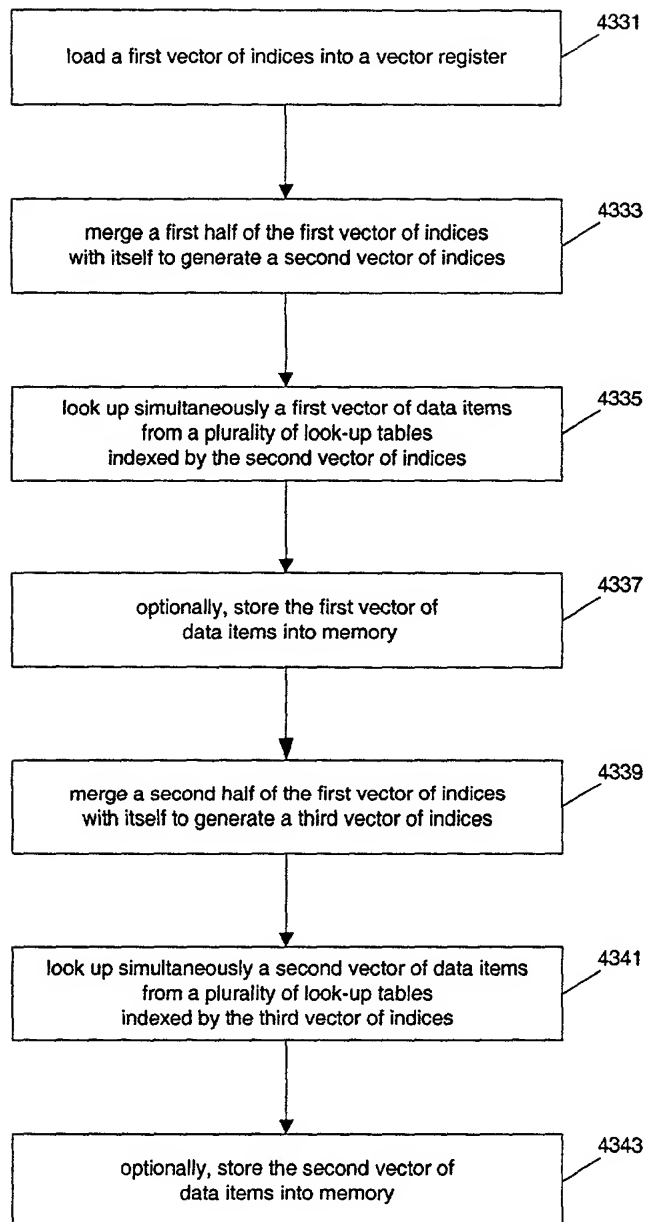 4331
load a first vector of indices into a vector register
4333
merge a first half of the first vector of indices
with itself to generate a second vector of indices
4335
look up simultaneously a first vector of data items
from a plurality of look-up tables
indexed by the second vector of indices
4337
optionally, store the first vector of
data items into memory
4339
merge a second half of the first vector of indices
with itself to generate a third vector of indices
4341
look up simultaneously a second vector of data items
from a plurality of look-up tables
indexed by the third vector of indices
4343
optionally, store the second vector of
data items into memory